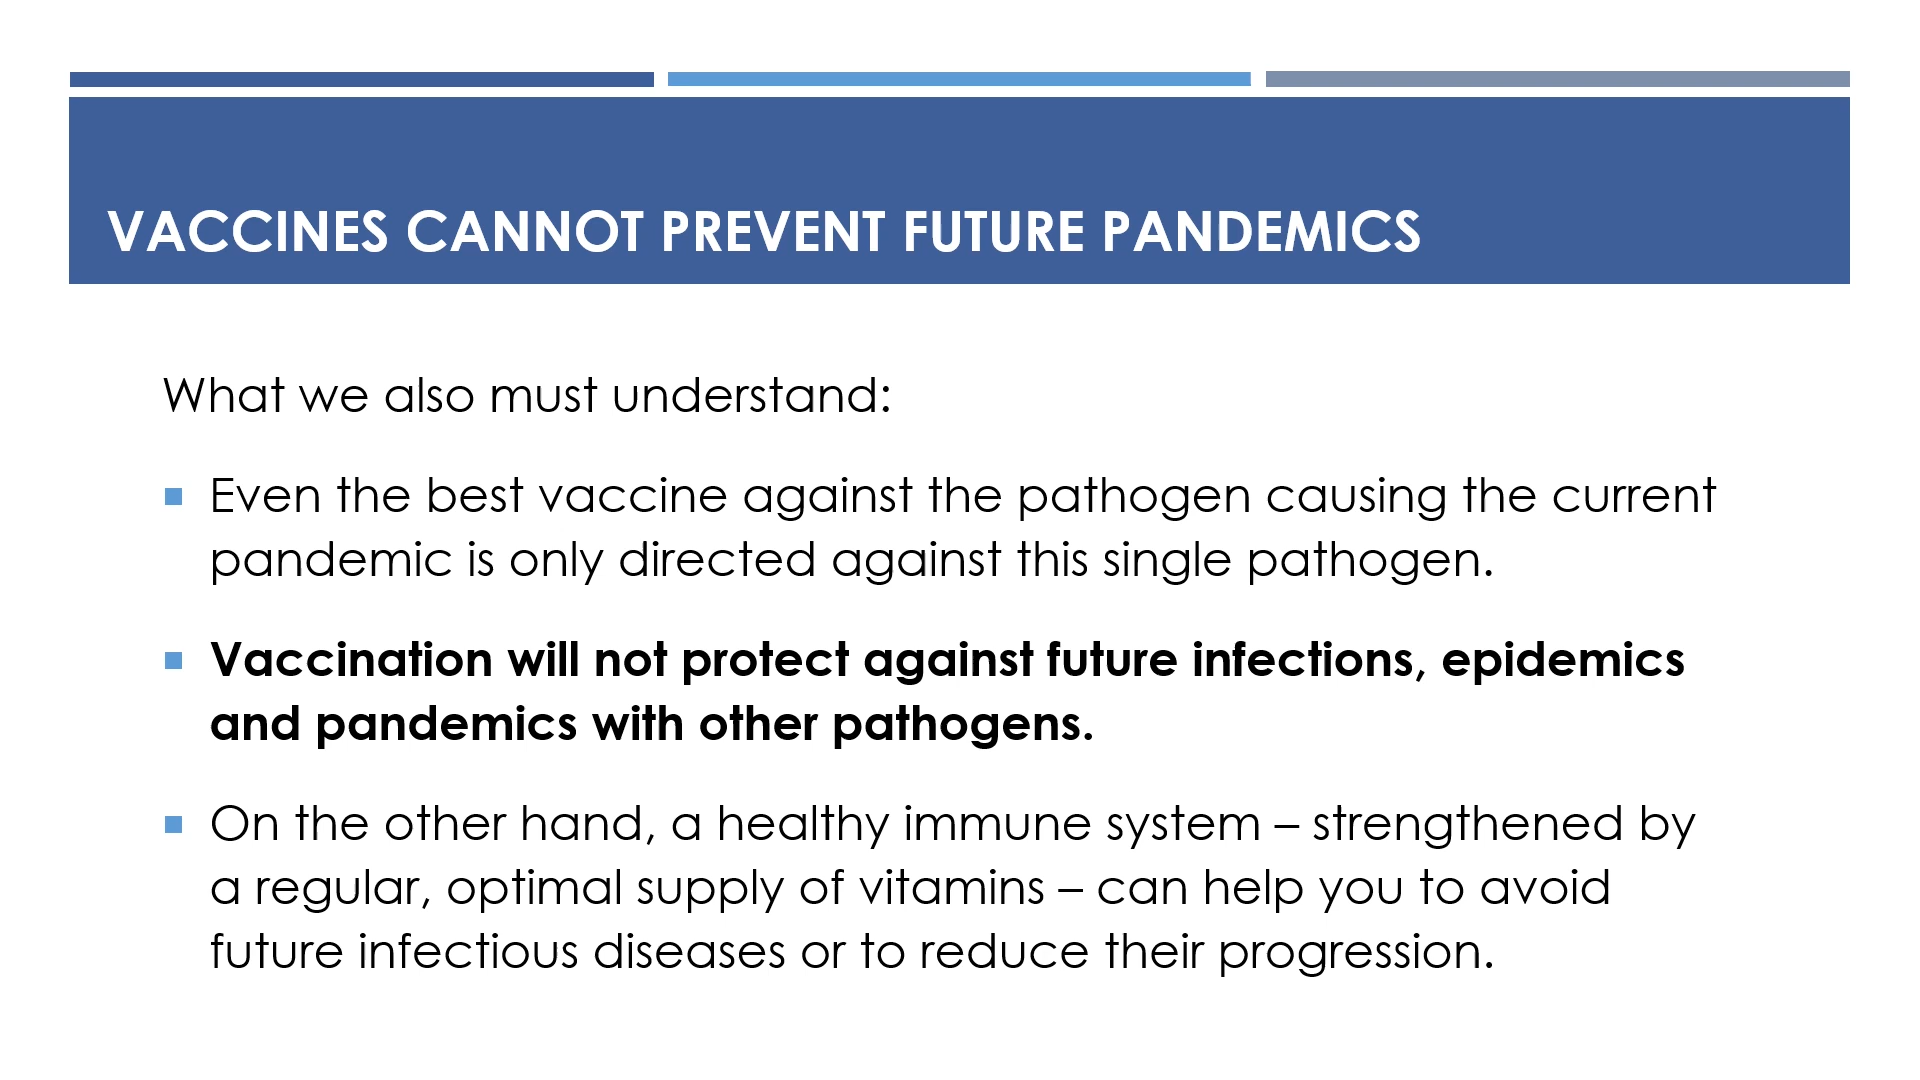 VACCINES CANNOT PREVENT FUTURE PANDEMICS
What we also must understand:
Even the best vaccine against the pathogen causing the current
pandemic is only directed against this single pathogen.
Vaccination will not protect against future infections, epidemics
and pandemics with other pathogens.
On the other hand, a healthy immune system – strengthened by
a regular, optimal supply of vitamins – can help you to avoid
future infectious diseases or to reduce their progression.